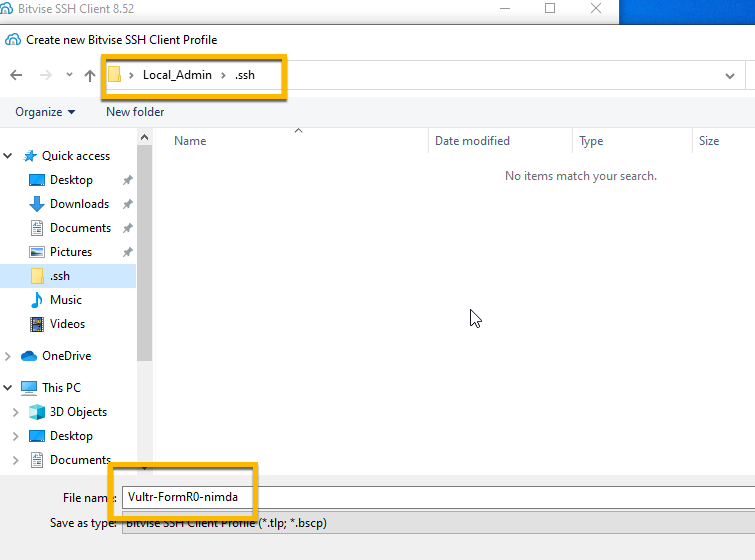 Bitvise SSH Client 8.52
Create new Bitvise SSH Client Profile
Local_Admin .ssh
Organize New folder
Name Date modified Type Size
No items match your search.
Quick access
Desktop
Downloads
Documents
Pictures
.ssh
Music
Videos
OneDrive
This PC
3D Objects
Desktop
Documents
File name: Vultr-FormR0-nimda
Save as type: Bitvise SSH Client Profile (*.tlp; *.bscp)